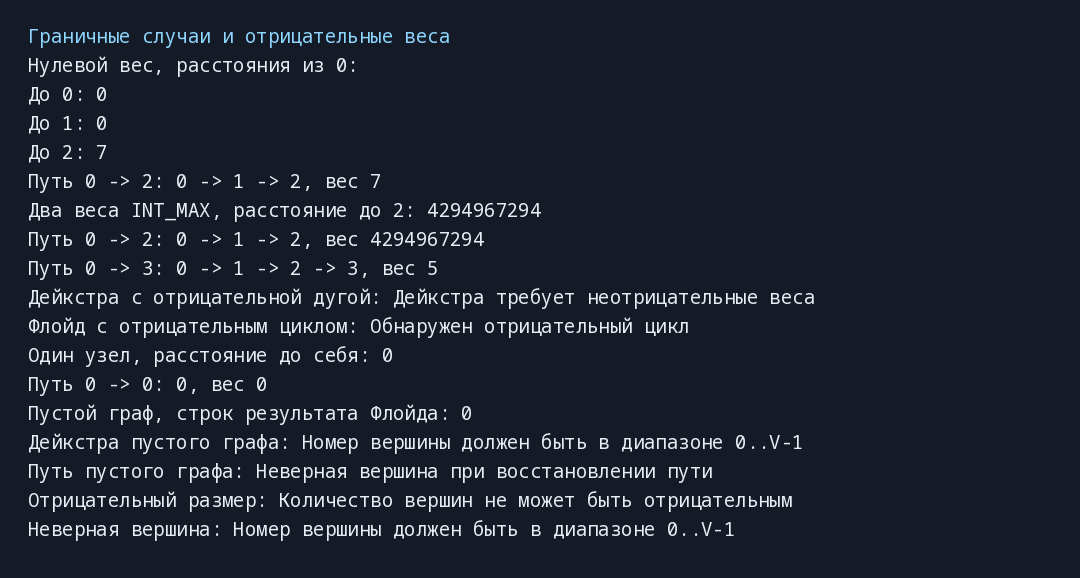 Граничные случаи и отрицательные веса
Нулевой вес, расстояния из 0:
До 0: 0
До 1: 0
До 2: 7
Путь 0 -> 2: 0 -> 1 -> 2, вес 7
Два веса INT_MAX, расстояние до 2: 4294967294
Путь 0 -> 2: 0 -> 1 -> 2, вес 4294967294
Путь 0 -> 3: 0 -> 1 -> 2 -> 3, вес 5
Дейкстра с отрицательной дугой: Дейкстра требует неотрицательные веса
Флойд с отрицательным циклом: Обнаружен отрицательный цикл
Один узел, расстояние до себя: 0
Путь 0 -> 0: 0, вес 0
Пустой граф, строк результата Флойда: 0
Дейкстра пустого графа: Номер вершины должен быть в диапазоне 0..V-1
Путь пустого графа: Неверная вершина при восстановлении пути
Отрицательный размер: Количество вершин не может быть отрицательным
Неверная вершина: Номер вершины должен быть в диапазоне 0..V-1